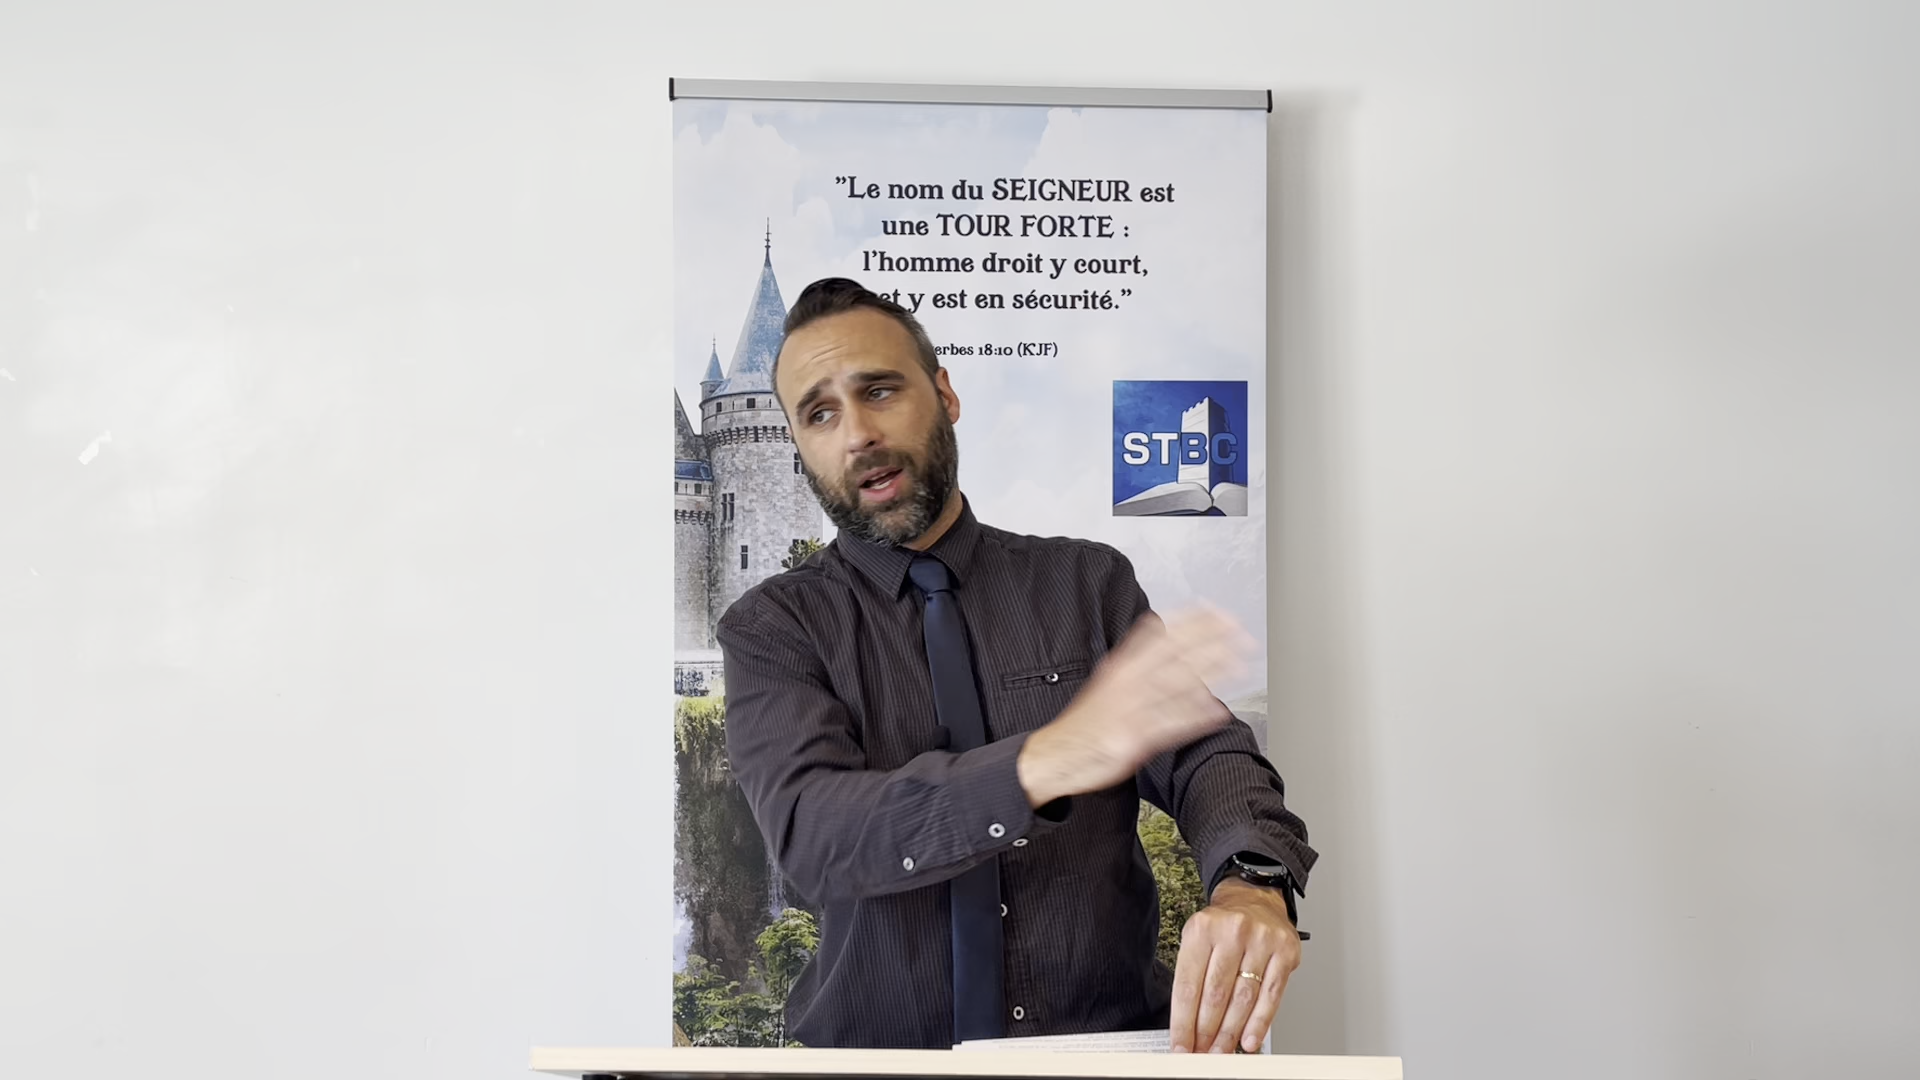 ”Le nom du SEIGNEUR est
une TOUR FORTE :
l’homme droit y court,
et y est en sécurité.”
18:10 (KJF)
STBC